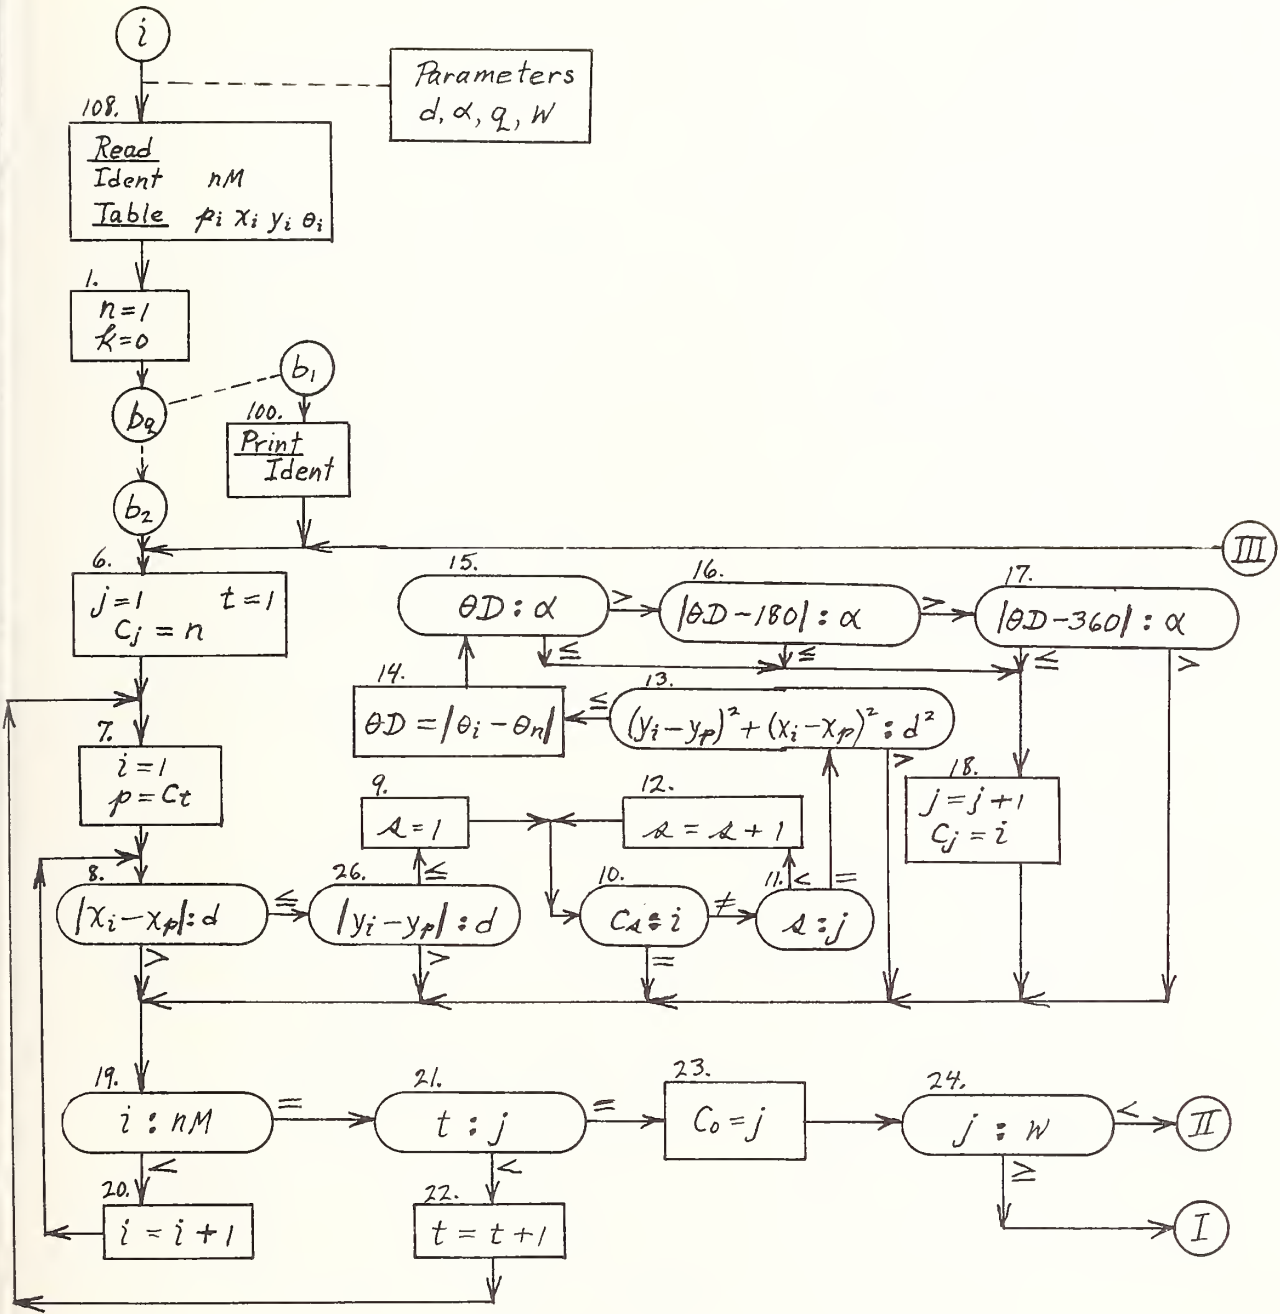 i
Parameters
d, α, q, W
108.
Read
Ident nM
Table pᵢ xᵢ yᵢ θᵢ
1.
n=1
k=0
b₁
bq
100.
Print
Ident
b₂
III
6.
j=1 t=1
Cⱼ = n
15.
θD : α
>
≤
16.
|θD-180| : α
>
≤
17.
|θD-360| : α
≤
>
14.
θD = |θᵢ - θₙ|
≤
13.
(yᵢ-yₚ)² + (xᵢ-xₚ)² : d²
>
7.
i=1
p=Cₜ
9.
s=1
12.
s = s + 1
18.
j = j+1
Cⱼ = i
8.
|xᵢ-xₚ| : d
≤
>
26.
|yᵢ-yₚ| : d
≤
>
10.
Cₛ : i
≠
=
11.
<
=
s : j
19.
i : nM
=
<
21.
t : j
=
<
23.
C₀ = j
24.
j : W
<
≥
II
20.
i = i + 1
22.
t = t + 1
I